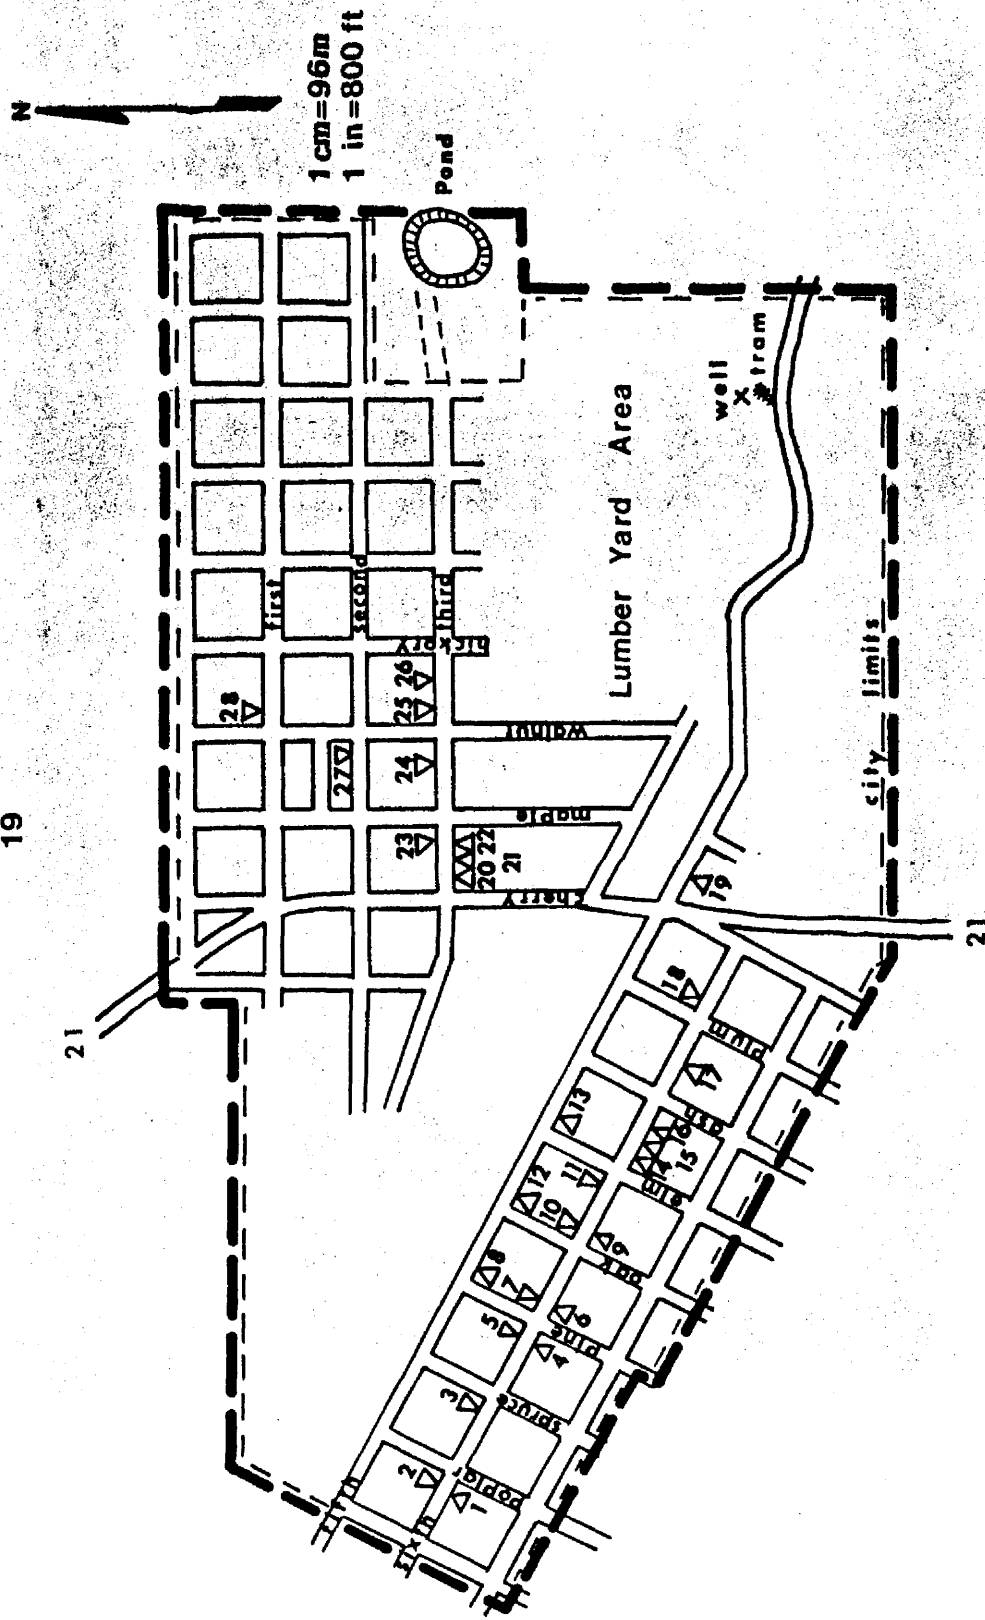 19
N
1 cm=96m
1 in=800 ft
Pond
21
first
second
third
hickory
28
27
26
25
24
23
20 22
21
walnut
maple
cherry
Lumber Yard Area
well
X
tram
city limits
19
21
18
plum
17
ash
16
15
14
elm
13
12
11
10
9
oak
8
7
6
pine
5
4
spruce
3
2
poplar
1
fifth
sixth